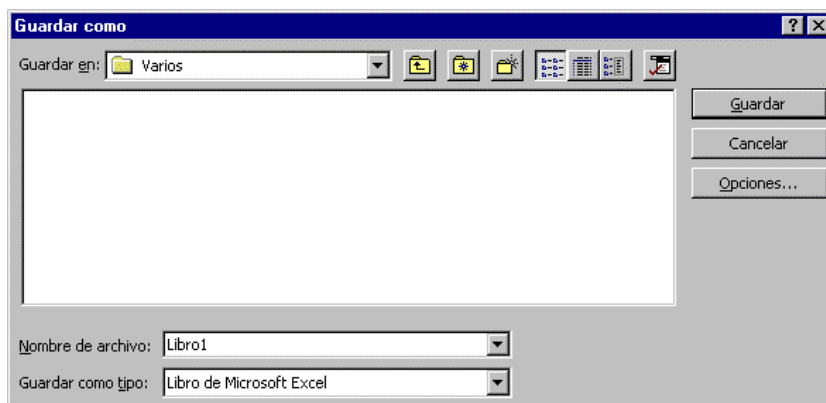 Guardar como
Guardar en: Varios
Guardar
Cancelar
Opciones...
Nombre de archivo: Libro1
Guardar como tipo: Libro de Microsoft Excel